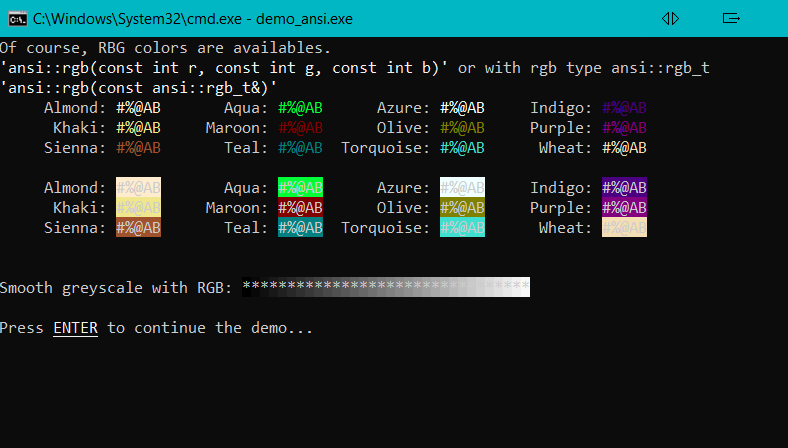 C:\Windows\System32\cmd.exe - demo_ansi.exe
Of course, RBG colors are available.
'ansi::rgb(const int r, const int g, const int b)' or with rgb type ansi::rgb_t
'ansi::rgb(const ansi::rgb_t&)'
Almond: #%@AB Aqua: #%@AB Azure: #%@AB Indigo: #%@AB
Khaki: #%@AB Maroon: #%@AB Olive: #%@AB Purple: #%@AB
Sienna: #%@AB Teal: #%@AB Torquoise: #%@AB Wheat: #%@AB
Almond: #%@AB Aqua: #%@AB Azure: #%@AB Indigo: #%@AB
Khaki: #%@AB Maroon: #%@AB Olive: #%@AB Purple: #%@AB
Sienna: #%@AB Teal: #%@AB Torquoise: #%@AB Wheat: #%@AB
Smooth greyscale with RGB: ********************************
Press ENTER to continue the demo...